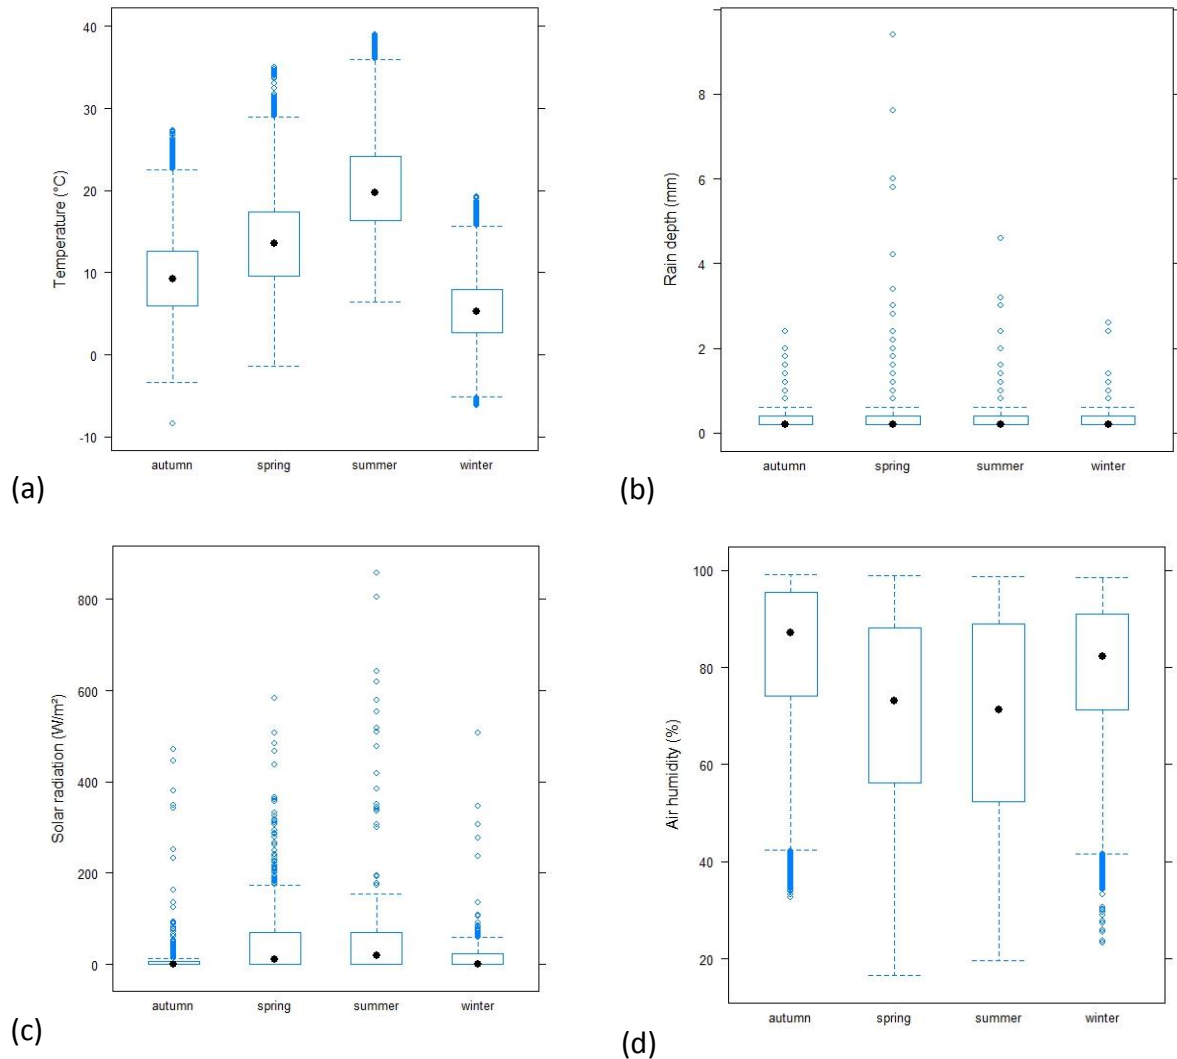 Temperature (°C)
40
30
20
10
0
-10
autumn spring summer winter
(a)
Rain depth (mm)
8
6
4
2
0
autumn spring summer winter
(b)
Solar radiation (W/m²)
800
600
400
200
0
autumn spring summer winter
(c)
Air humidity (%)
100
80
60
40
20
autumn spring summer winter
(d)